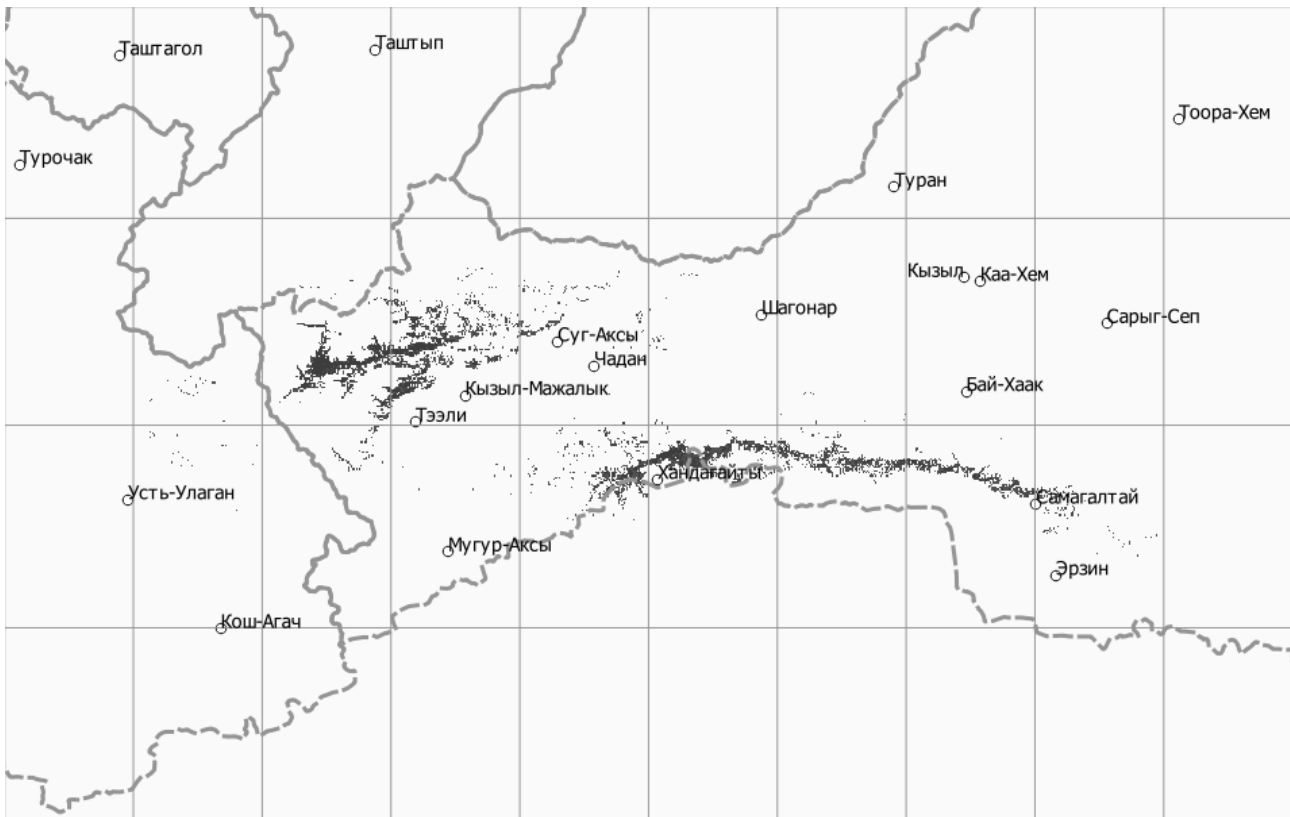 Таштагол
Таштып
Тоора-Хем
Турочак
Туран
Кызыл
Каа-Хем
Шагонар
Сарыг-Сеп
Суг-Аксы
Чадан
Бай-Хаак
Кызыл-Мажалык
Тээли
Хандагайты
Усть-Улаган
Самагалтай
Мугур-Аксы
Эрзин
Кош-Агач